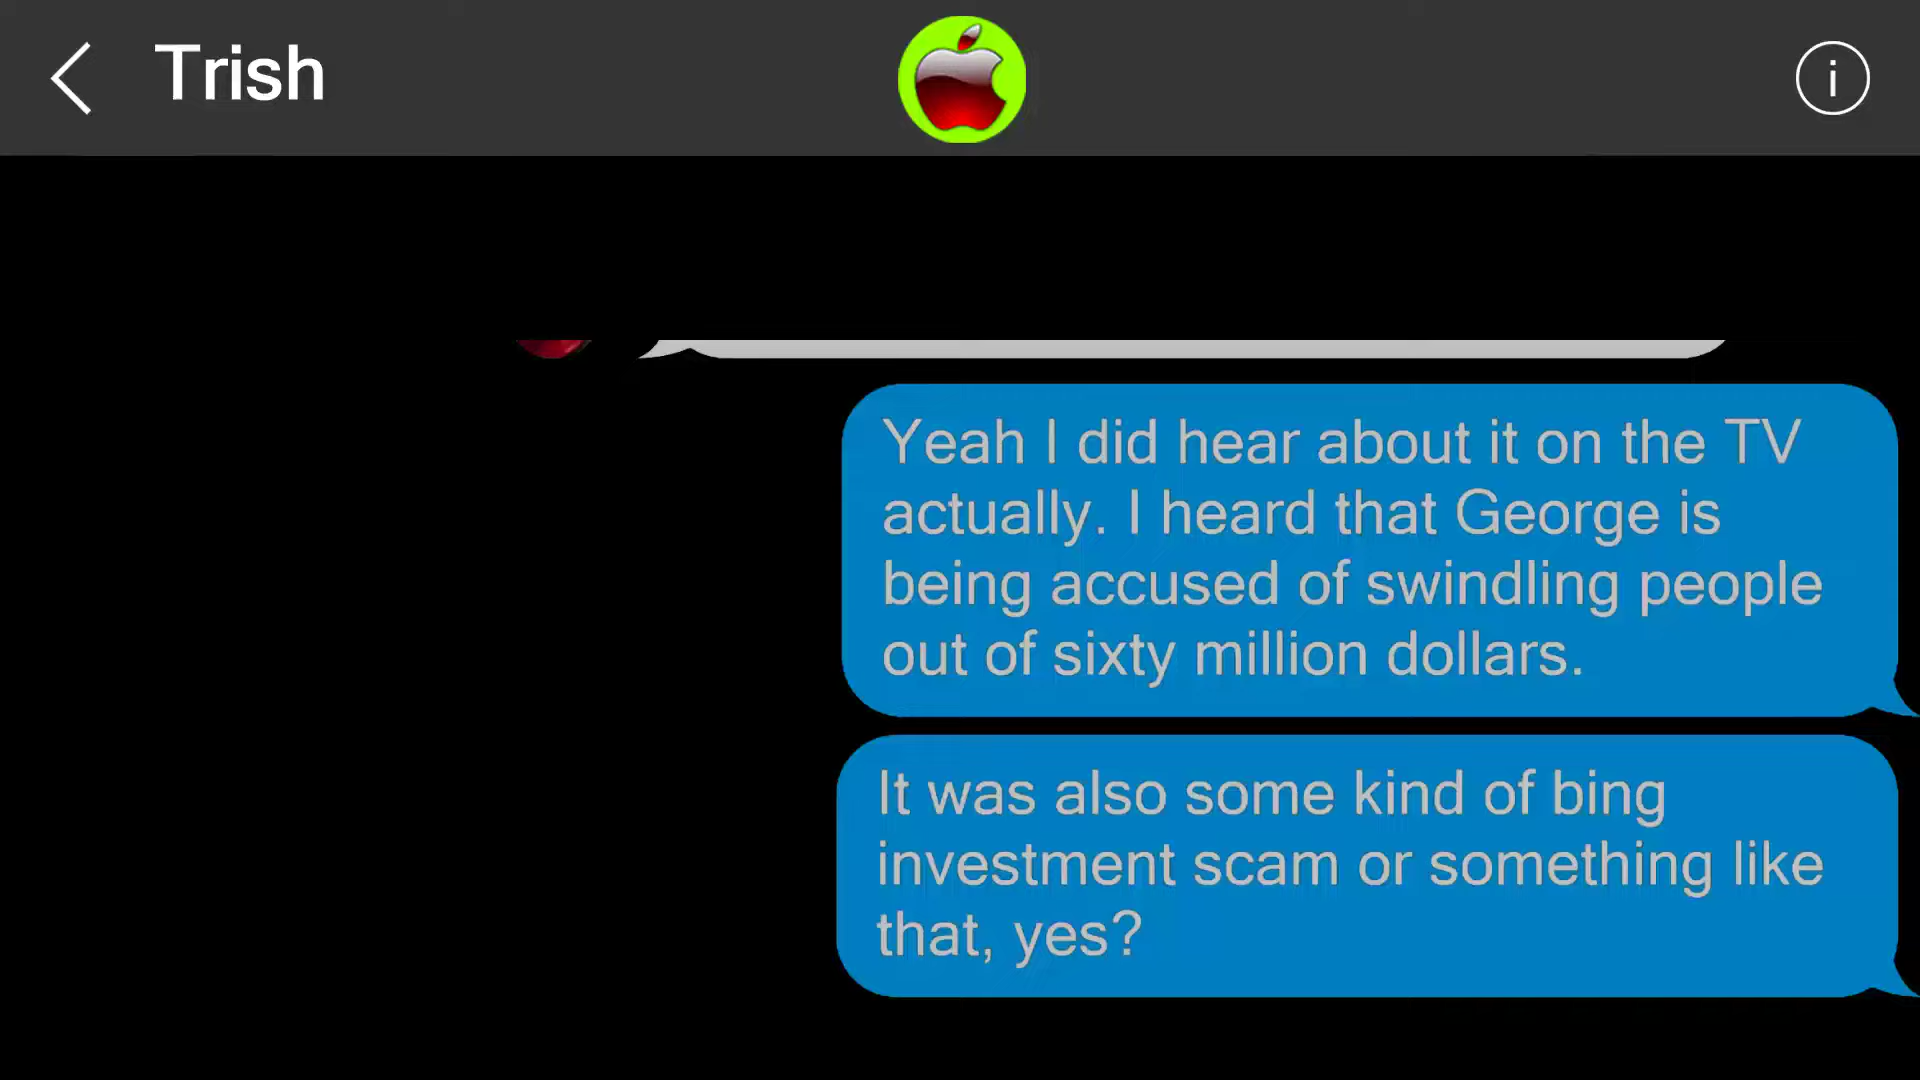 Trish
i
Yeah I did hear about it on the TV
actually. I heard that George is
being accused of swindling people
out of sixty million dollars.
It was also some kind of bing
investment scam or something like
that, yes?